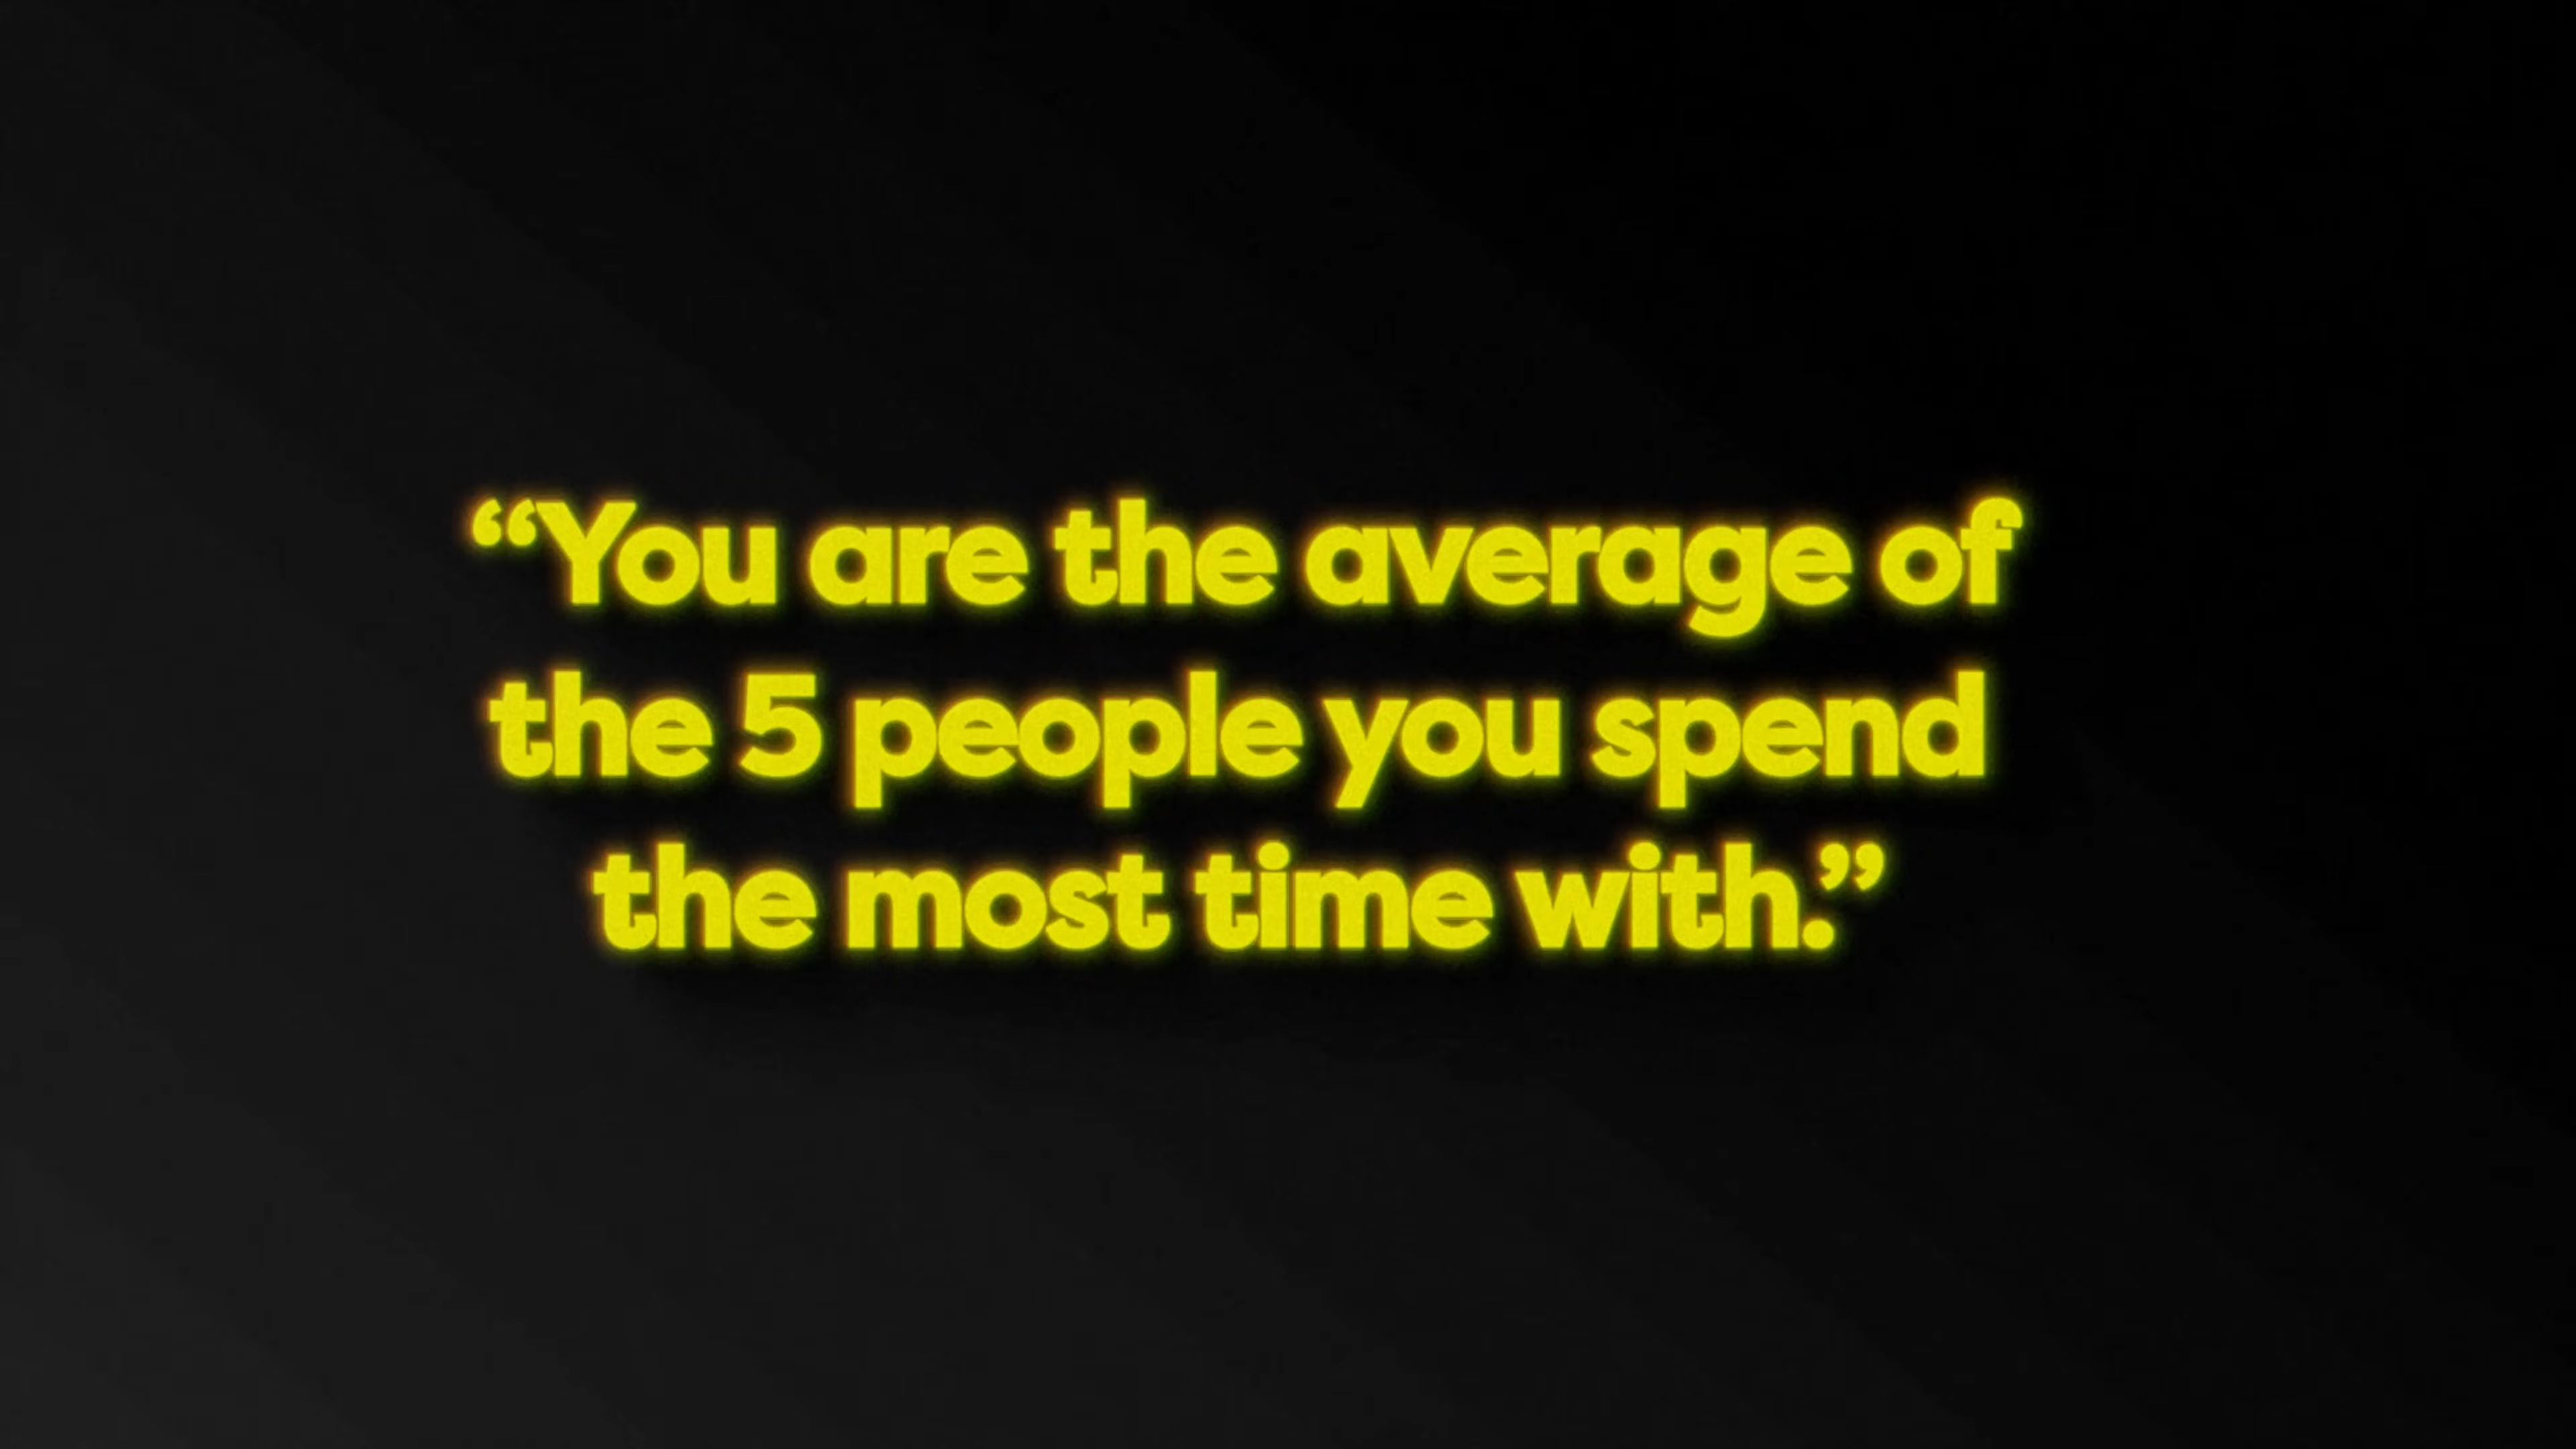 “You are the average of
the 5 people you spend
the most time with.”